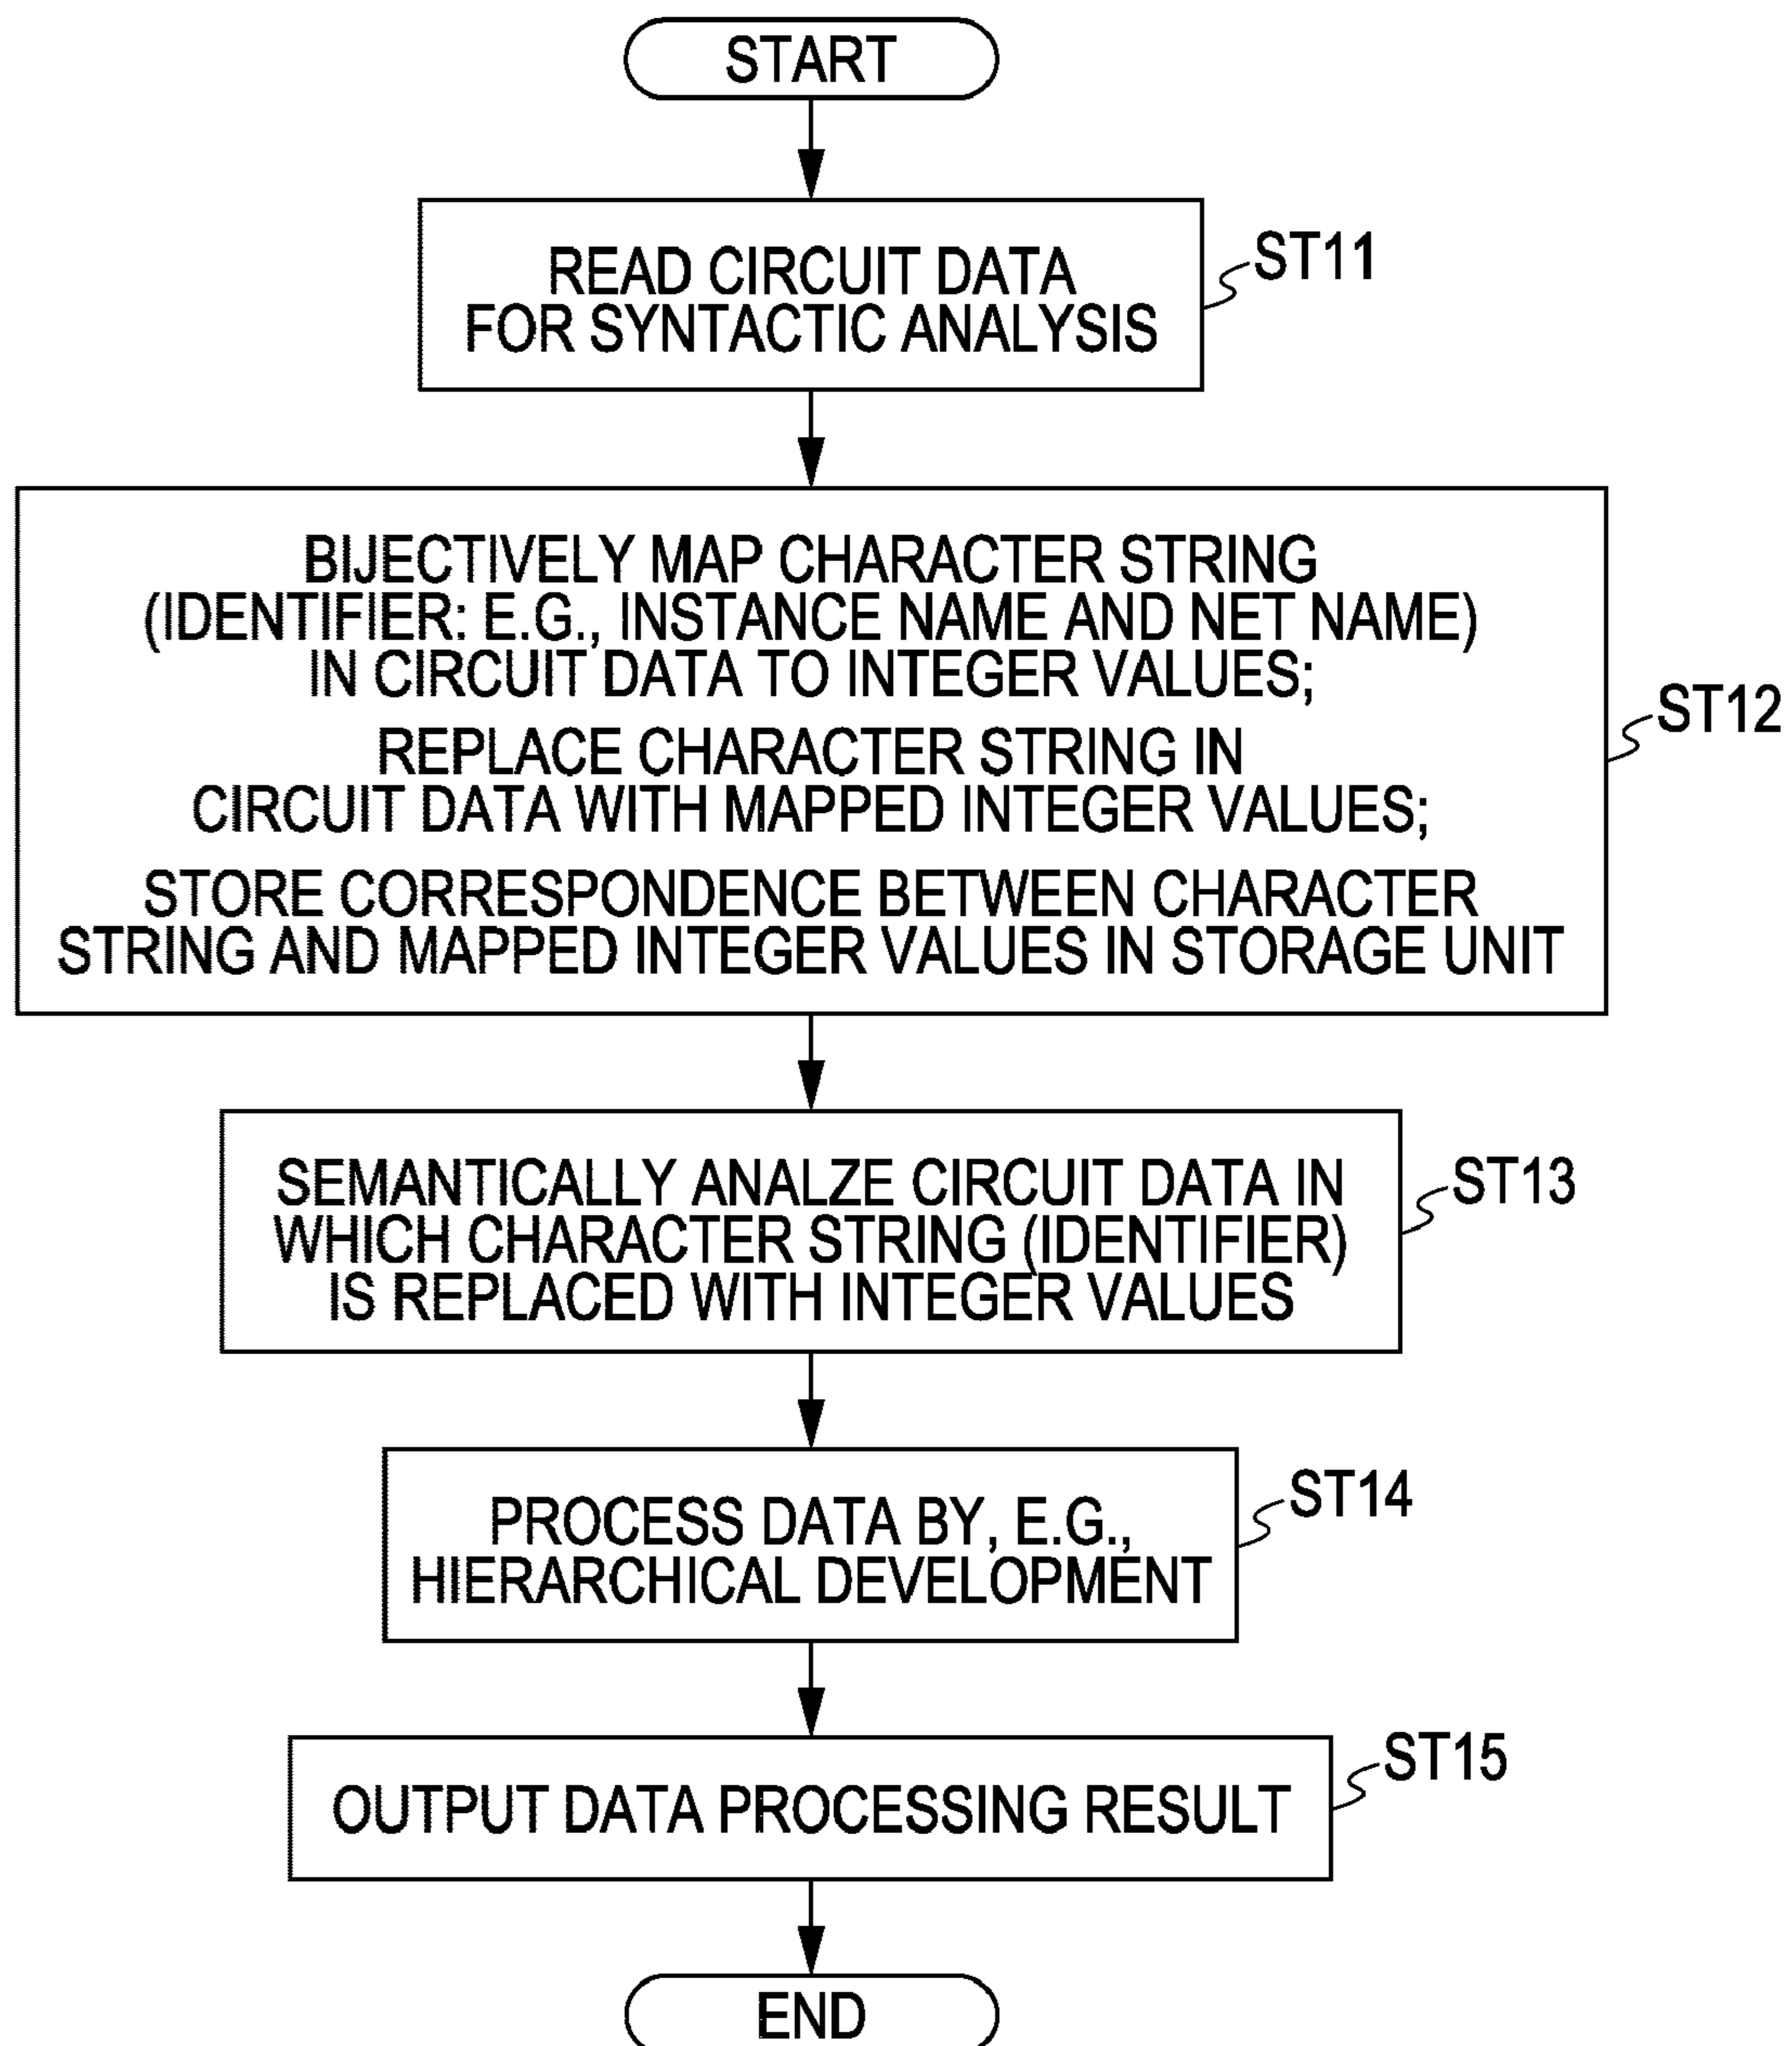 START
READ CIRCUIT DATA
FOR SYNTACTIC ANALYSIS
ST11
BIJECTIVELY MAP CHARACTER STRING
(IDENTIFIER: E.G., INSTANCE NAME AND NET NAME)
IN CIRCUIT DATA TO INTEGER VALUES;
REPLACE CHARACTER STRING IN
CIRCUIT DATA WITH MAPPED INTEGER VALUES;
STORE CORRESPONDENCE BETWEEN CHARACTER
STRING AND MAPPED INTEGER VALUES IN STORAGE UNIT
ST12
SEMANTICALLY ANALZE CIRCUIT DATA IN
WHICH CHARACTER STRING (IDENTIFIER)
IS REPLACED WITH INTEGER VALUES
ST13
PROCESS DATA BY, E.G.,
HIERARCHICAL DEVELOPMENT
ST14
OUTPUT DATA PROCESSING RESULT
ST15
END